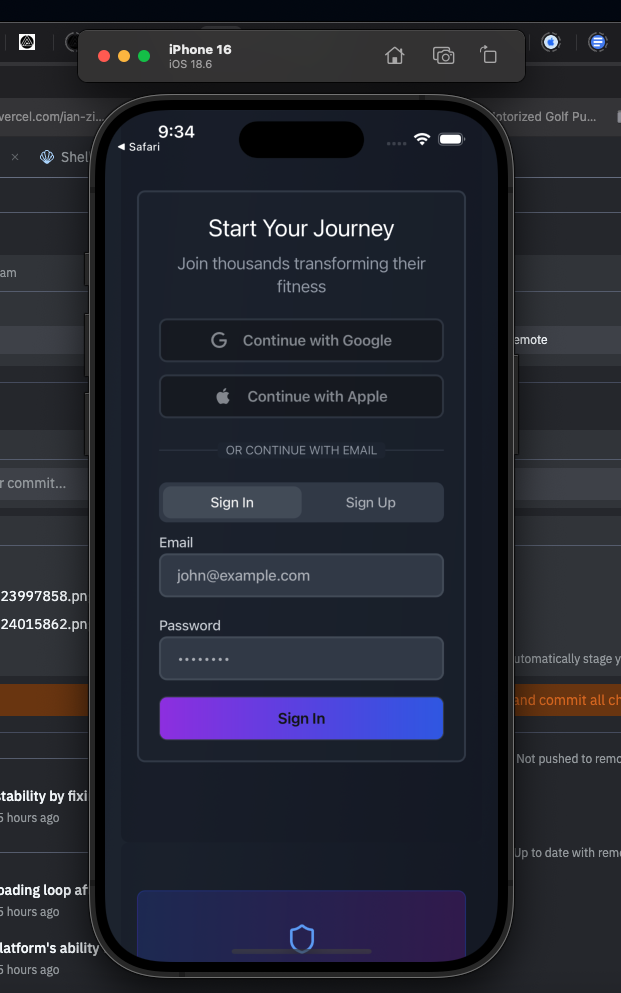 iPhone 16
iOS 18.6
vercel.com/ian-zi...
otorized Golf Pu...
× Shel
9:34
◀ Safari
am
Start Your Journey
Join thousands transforming their
fitness
Continue with Google
emote
Continue with Apple
OR CONTINUE WITH EMAIL
r commit...
Sign In
Sign Up
Email
john@example.com
23997858.pn
24015862.pn
Password
••••••••
utomatically stage y
and commit all ch
Sign In
Not pushed to remo
tability by fixi
5 hours ago
Up to date with remo
oading loop af
5 hours ago
latform's ability
5 hours ago